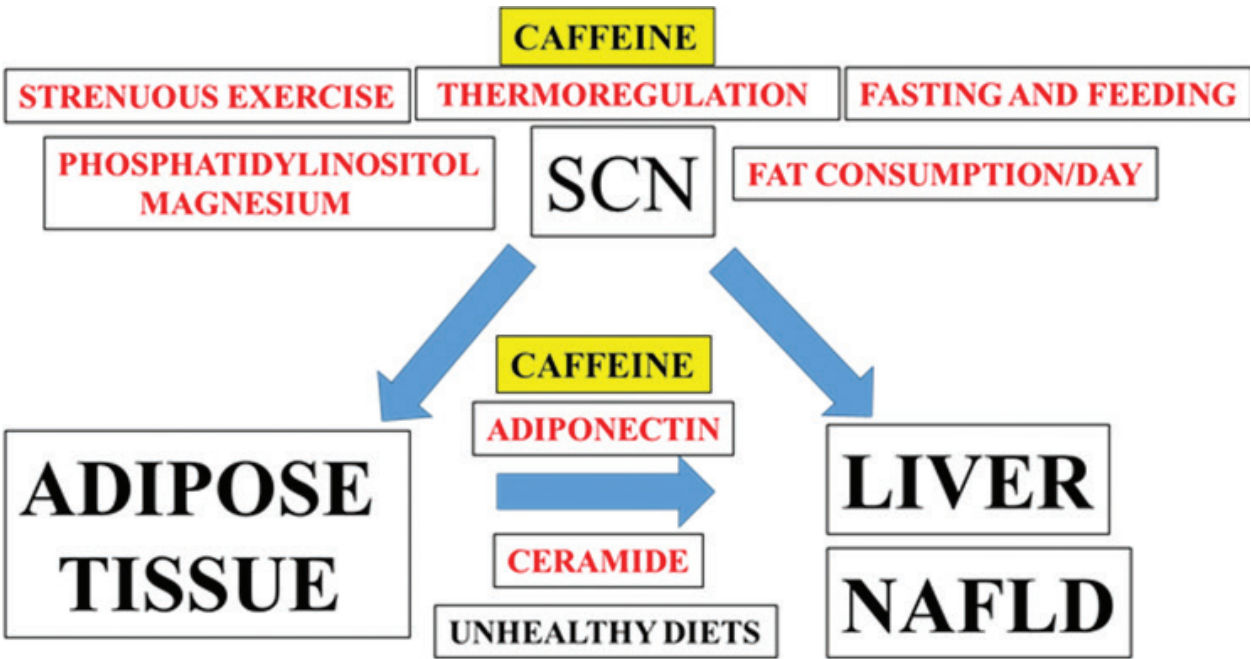 CAFFEINE
STRENUOUS EXERCISE
THERMOREGULATION
FASTING AND FEEDING
PHOSPHATIDYLINOSITOL
MAGNESIUM
SCN
FAT CONSUMPTION/DAY
CAFFEINE
ADIPONECTIN
ADIPOSE
TISSUE
LIVER
CERAMIDE
NAFLD
UNHEALTHY DIETS